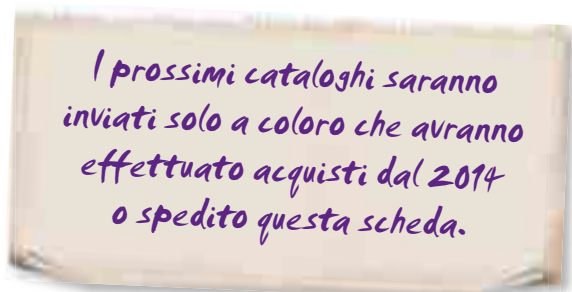 I prossimi cataloghi saranno
inviati solo a coloro che avranno
effettuato acquisti dal 2014
o spedito questa scheda.